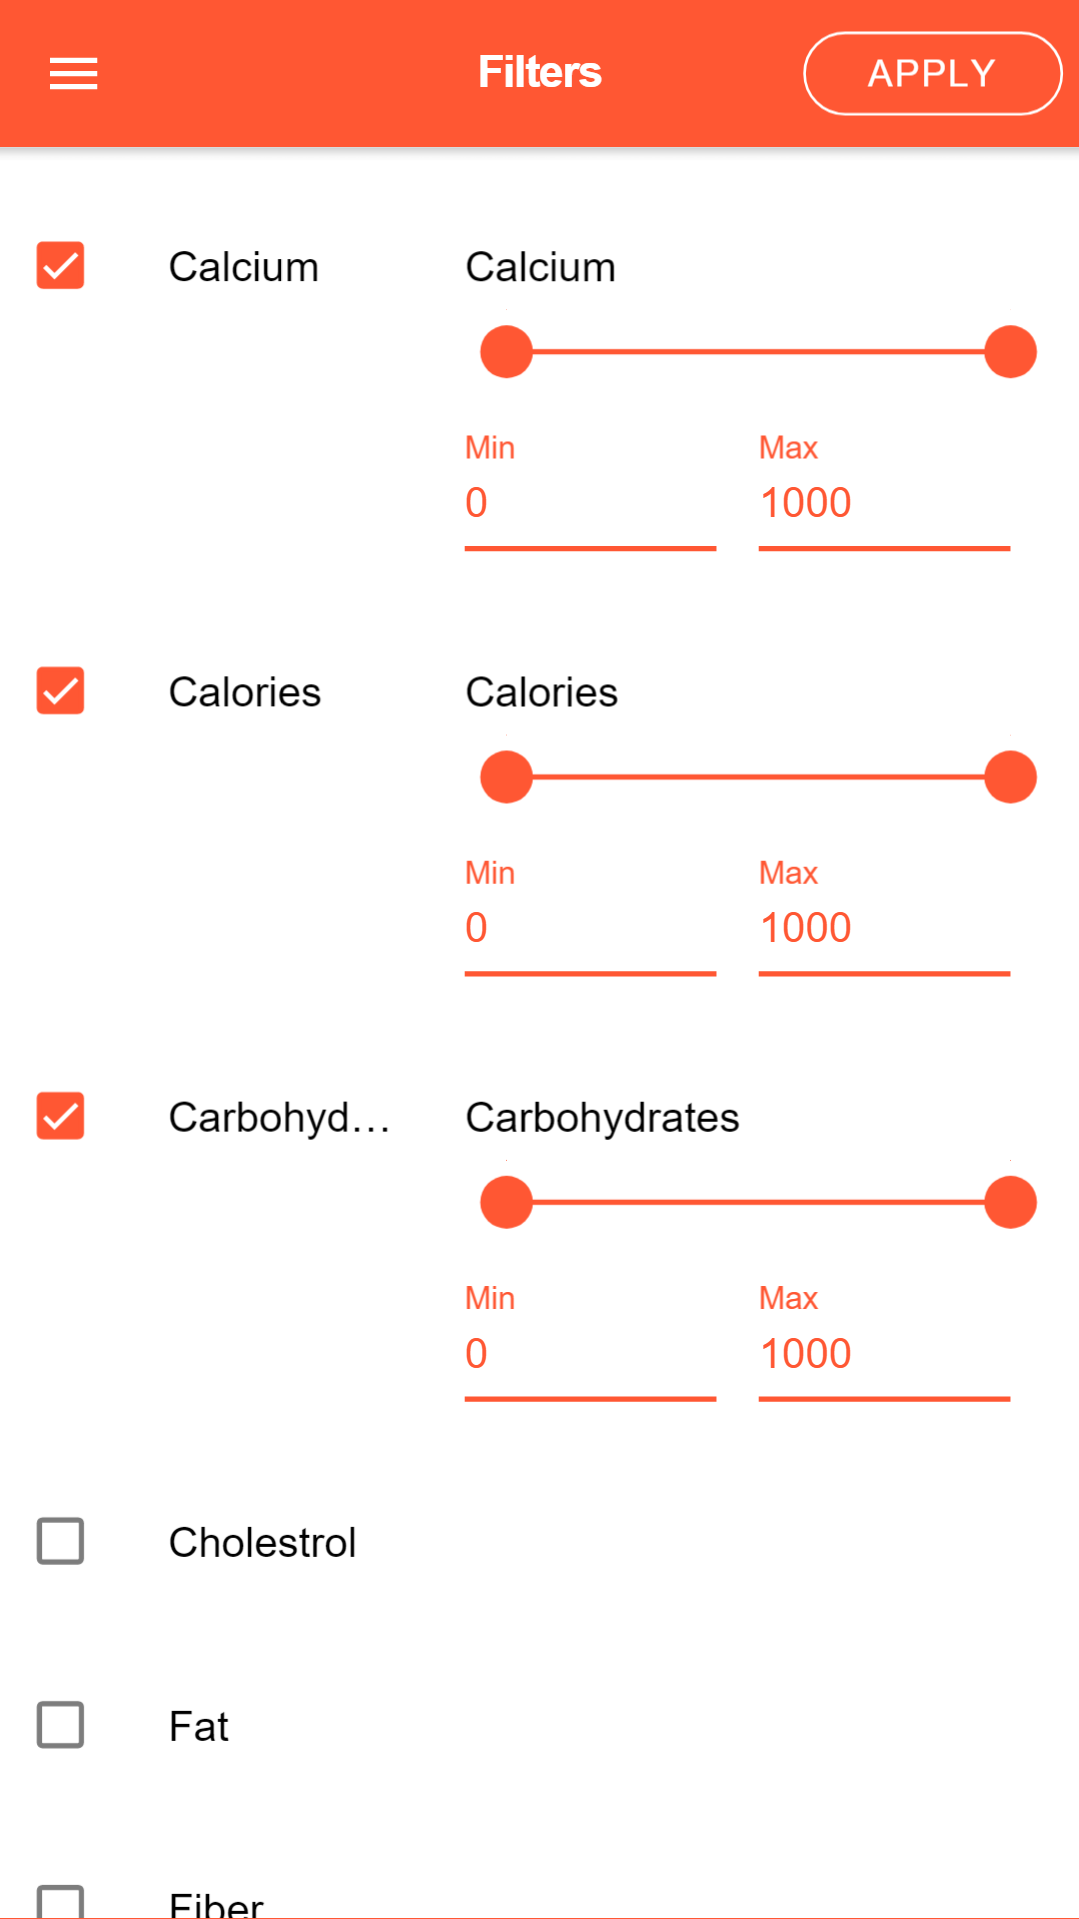 Filters
APPLY
Calcium
Calcium
Min
Max
0
1000
Calories
Calories
Min
Max
0
1000
Carbohyd...
Carbohydrates
Min
Max
0
1000
Cholestrol
Fat
Fiber